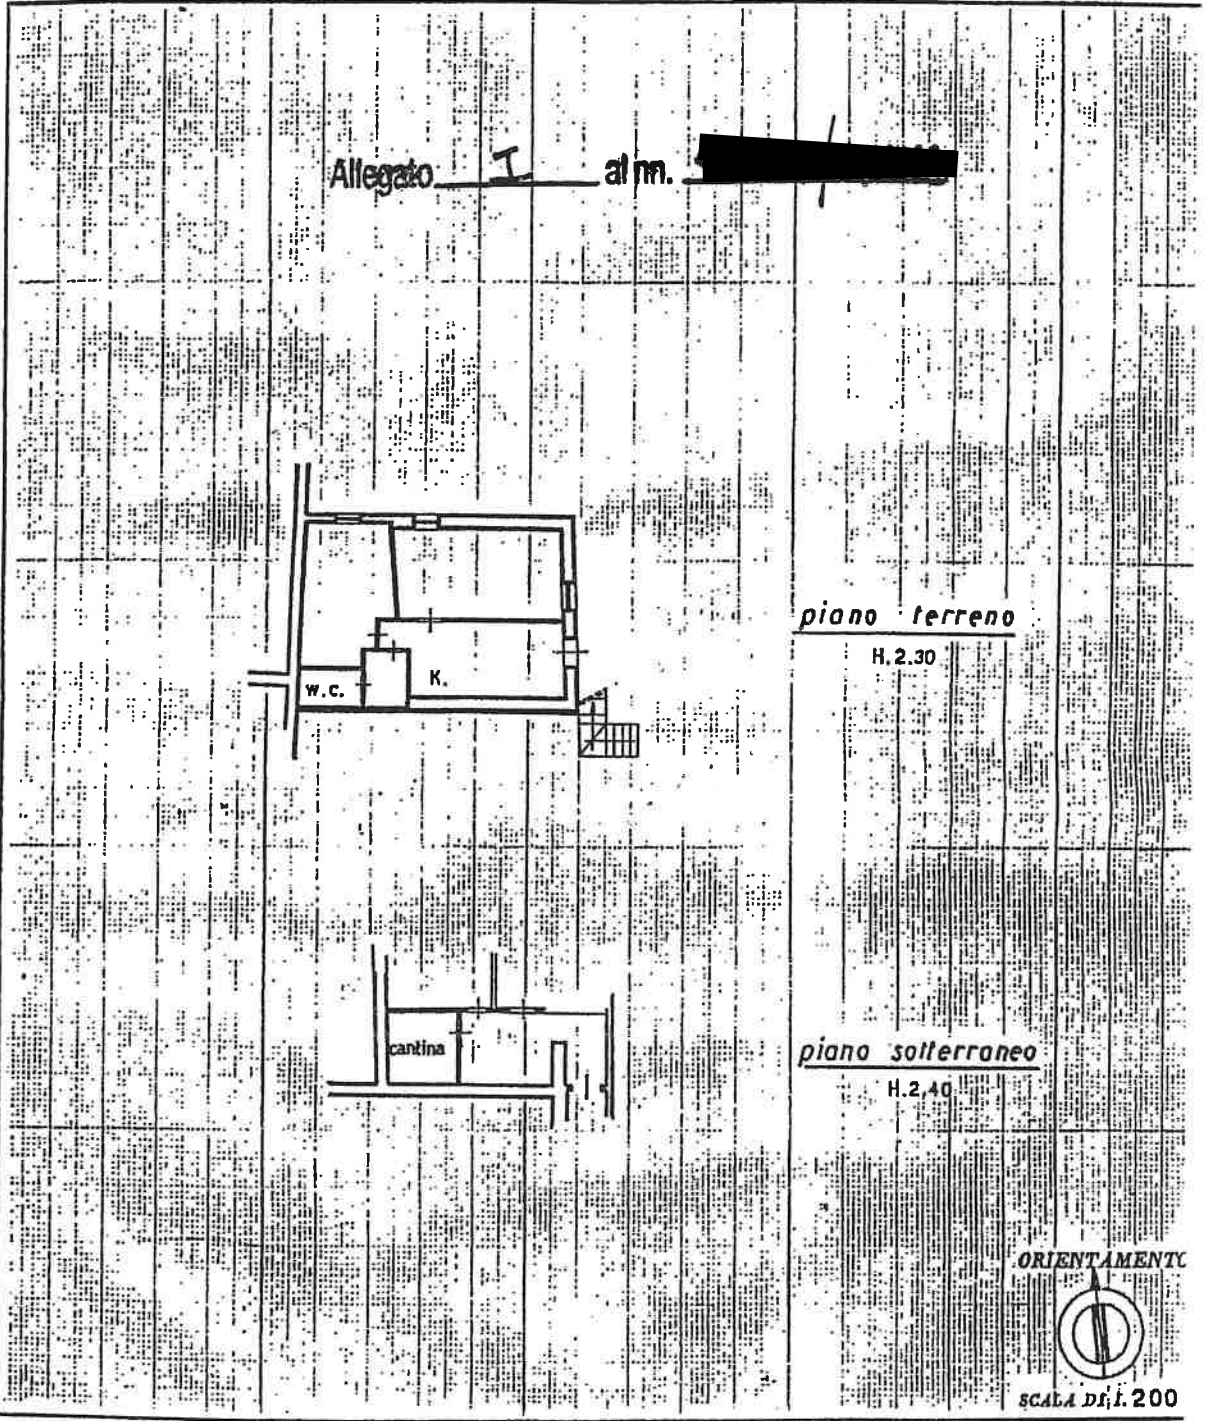 Allegato I al nn.
piano terreno
H.2.30
W.C.
K.
cantina
piano sotterraneo
H.2,40
ORIENTAMENTO
SCALA DI 1:200